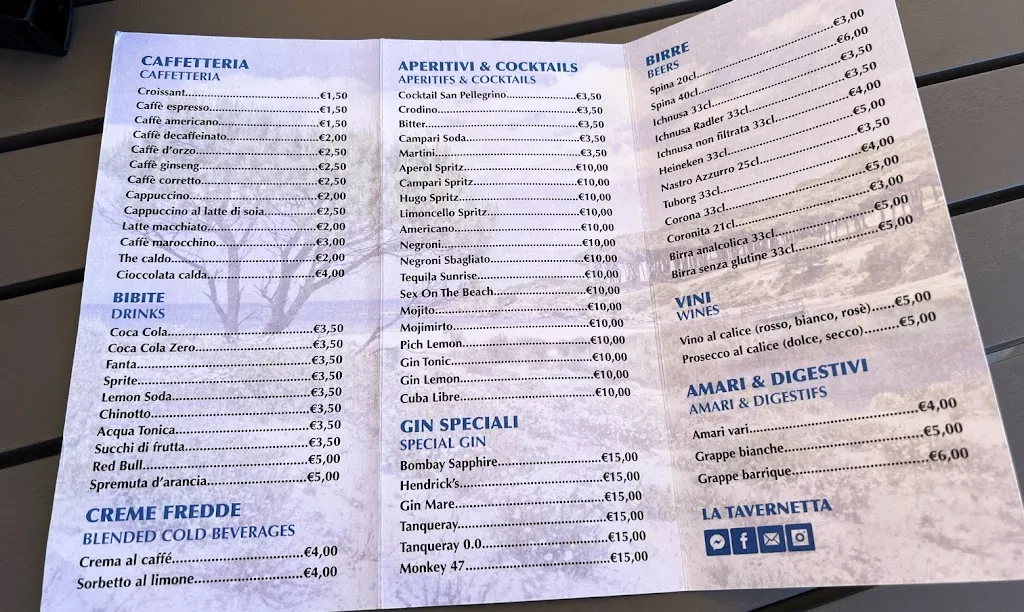 CAFFETTERIA
CAFFETTERIA
Croissant...€1,50
Caffè espresso...€1,50
Caffè americano...€1,50
Caffè decaffeinato...€2,00
Caffè d'orzo...€2,50
Caffè ginseng...€2,50
Caffè corretto...€2,50
Cappuccino...€2,00
Cappuccino al latte di soia...€2,50
Latte macchiato...€2,00
Caffè marocchino...€3,00
The caldo...€2,00
Cioccolata calda...€4,00
BIBITE
DRINKS
Coca Cola...€3,50
Coca Cola Zero...€3,50
Fanta...€3,50
Sprite...€3,50
Lemon Soda...€3,50
Chinotto...€3,50
Acqua Tonica...€3,50
Succhi di frutta...€3,50
Red Bull...€5,00
Spremuta d'arancia...€5,00
CREME FREDDE
BLENDED COLD BEVERAGES
Crema al caffé...€4,00
Sorbetto al limone...€4,00
APERITIVI & COCKTAILS
APERITIFS & COCKTAILS
Cocktail San Pellegrino...€3,50
Crodino...€3,50
Bitter...€3,50
Campari Soda...€3,50
Martini...€3,50
Aperol Spritz...€10,00
Campari Spritz...€10,00
Hugo Spritz...€10,00
Limoncello Spritz...€10,00
Americano...€10,00
Negroni...€10,00
Negroni Sbagliato...€10,00
Tequila Sunrise...€10,00
Sex On The Beach...€10,00
Mojito...€10,00
Mojimirto...€10,00
Pich Lemon...€10,00
Gin Tonic...€10,00
Gin Lemon...€10,00
Cuba Libre...€10,00
GIN SPECIALI
SPECIAL GIN
Bombay Sapphire...€15,00
Hendrick's...€15,00
Gin Mare...€15,00
Tanqueray...€15,00
Tanqueray 0.0...€15,00
Monkey 47...€15,00
BIRRE
BEERS
Spina 20cl...€3,00
Spina 40cl...€6,00
Ichnusa 33cl...€3,50
Ichnusa Radler 33cl...€3,50
Ichnusa non filtrata 33cl...€4,00
Heineken 33cl...€5,00
Nastro Azzurro 25cl...€3,50
Tuborg 33cl...€4,00
Corona 33cl...€5,00
Coronita 21cl...€3,00
Birra analcolica 33cl...€5,00
Birra senza glutine 33cl...€5,00
VINI
WINES
Vino al calice (rosso, bianco, rosè)...€5,00
Prosecco al calice (dolce, secco)...€5,00
AMARI & DIGESTIVI
AMARI & DIGESTIFS
Amari vari...€4,00
Grappe bianche...€5,00
Grappe barrique...€6,00
LA TAVERNETTA